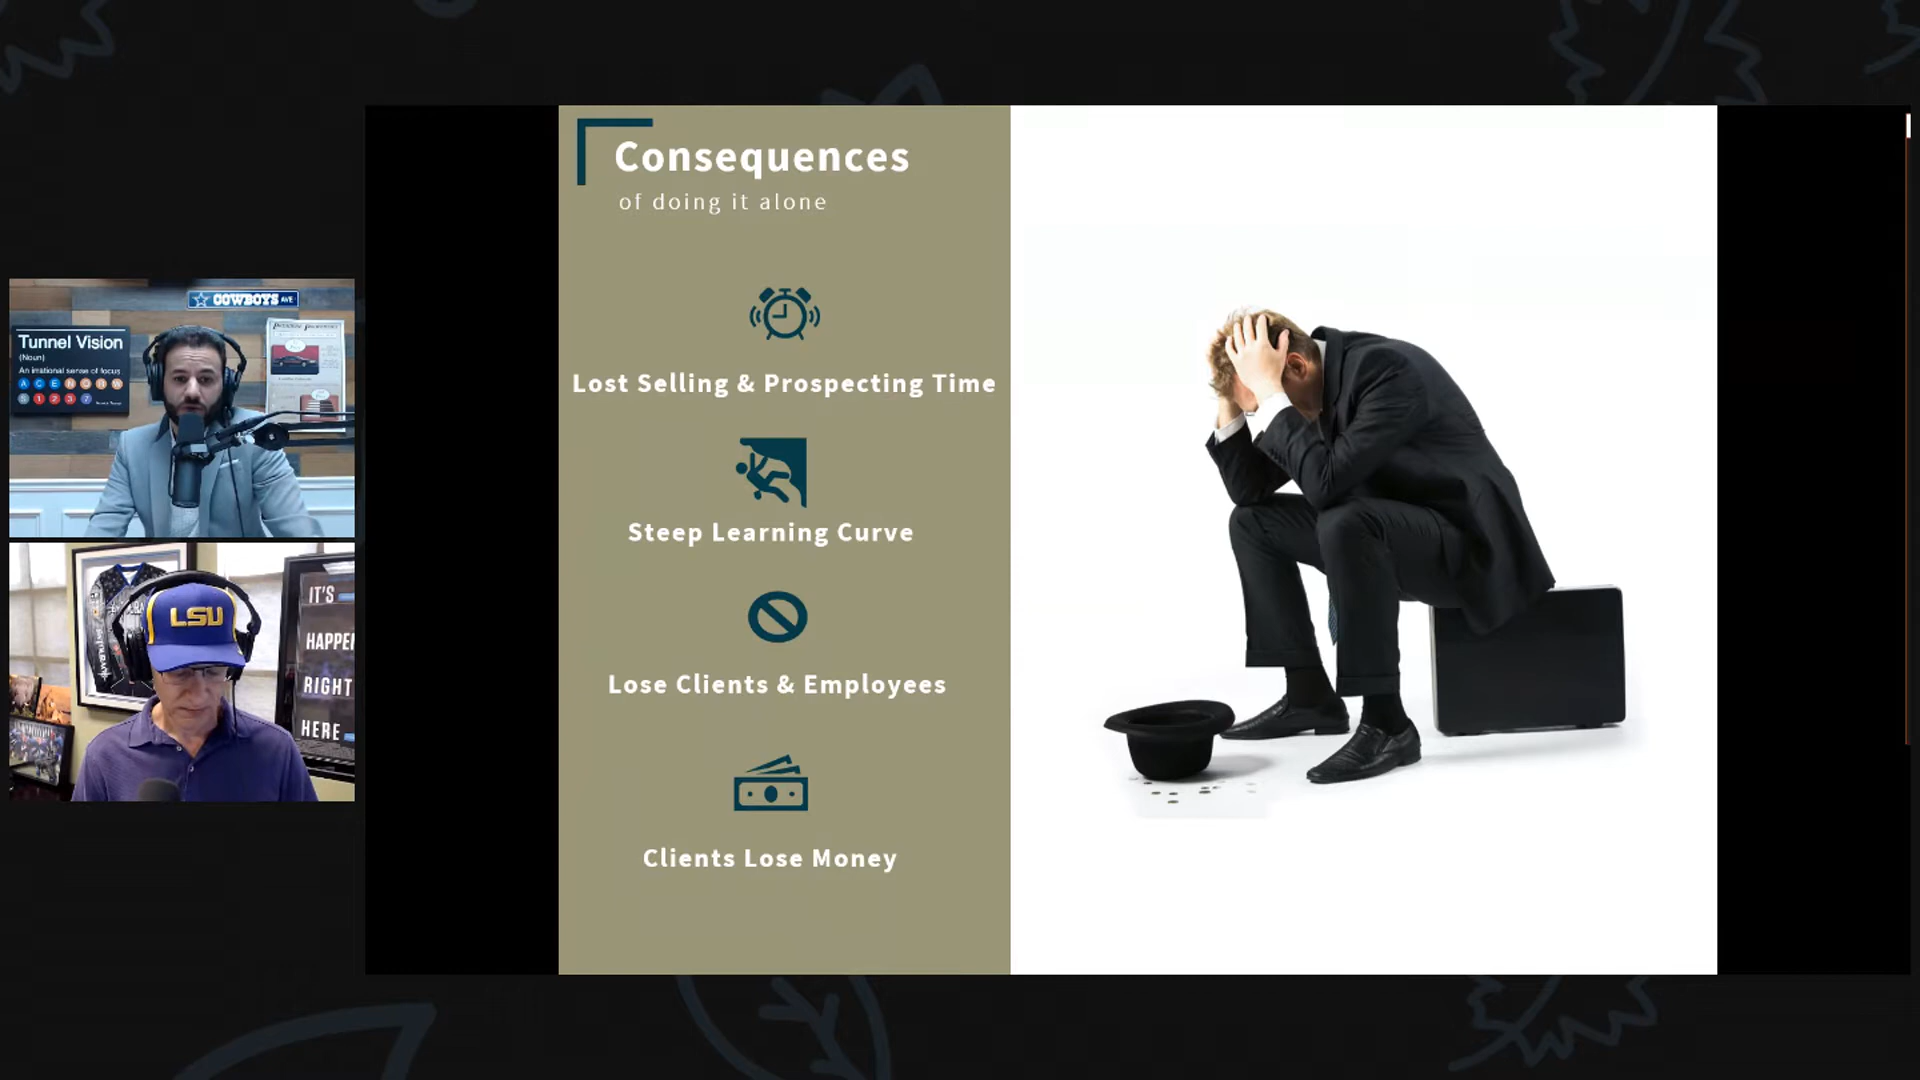 Consequences
of doing it alone
Lost Selling & Prospecting Time
Steep Learning Curve
Lose Clients & Employees
Clients Lose Money
COWBOYS AVE
Tunnel Vision
(Noun)
An irrational sense of focus.
LSU
IT'S
HAPPE
RIGHT
HERE